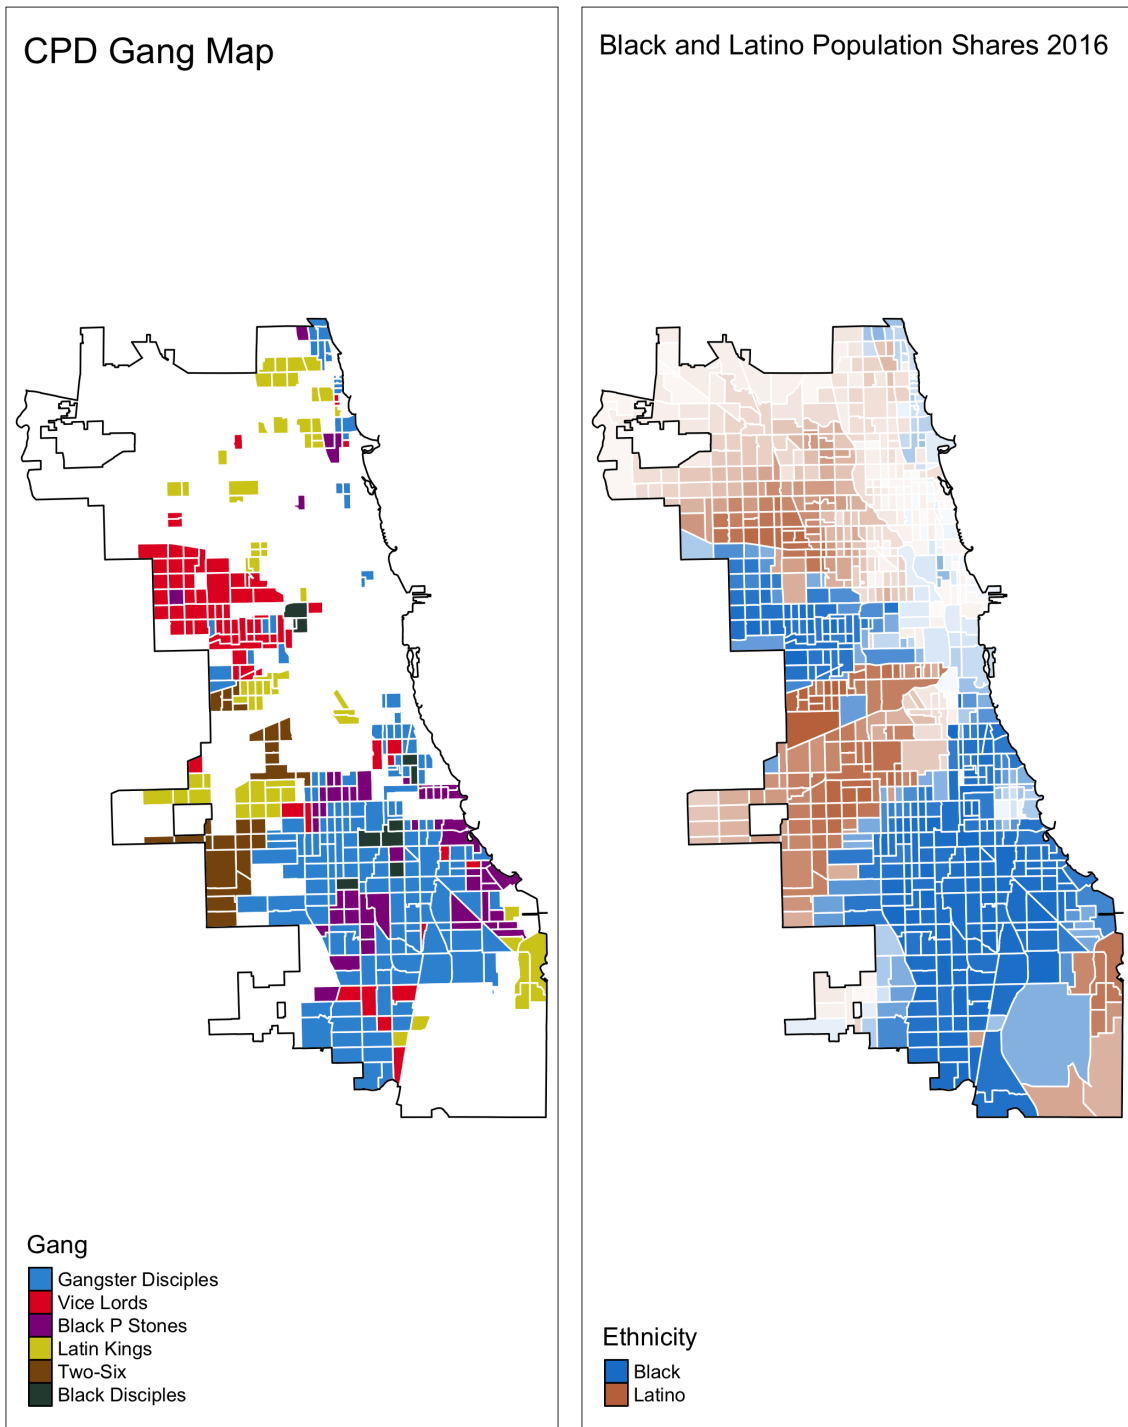 CPD Gang Map
Gang
Gangster Disciples
Vice Lords
Black P Stones
Latin Kings
Two-Six
Black Disciples
Black and Latino Population Shares 2016
Ethnicity
Black
Latino